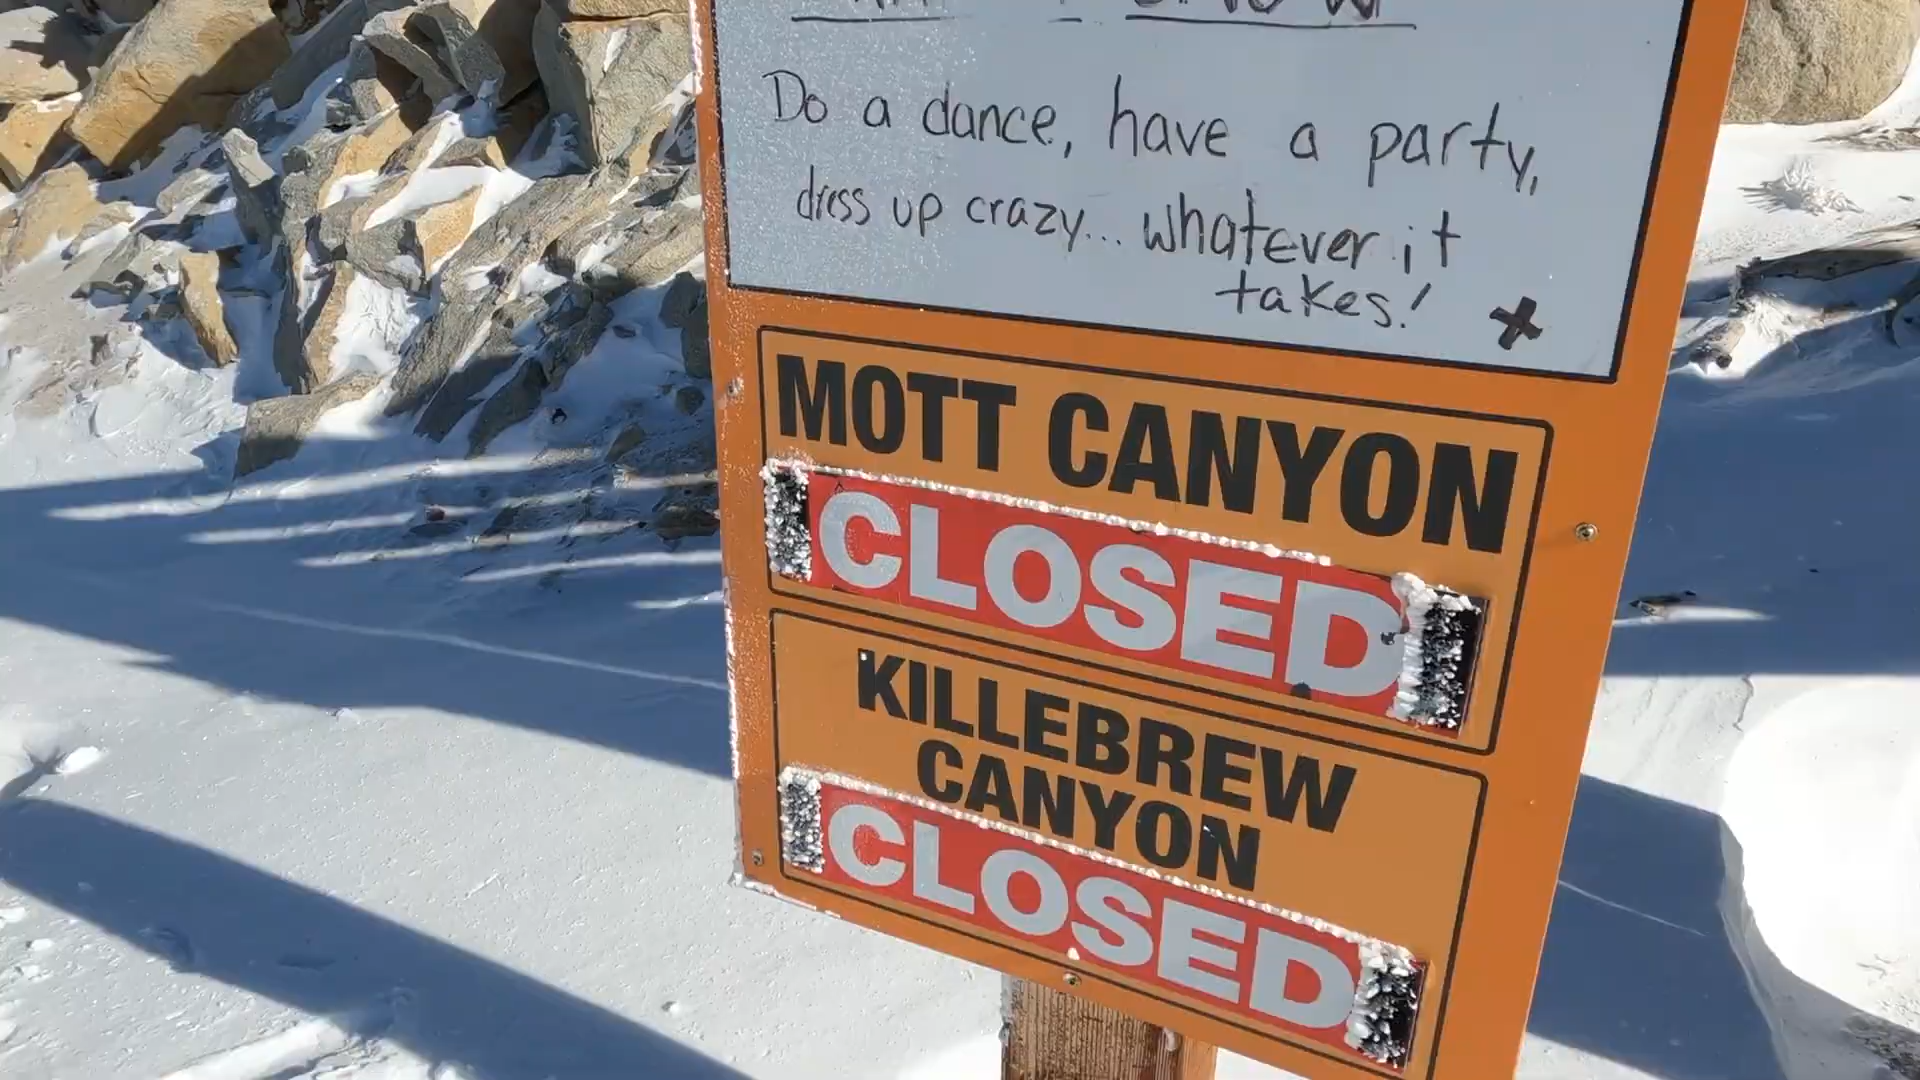 Do a dance, have a party,
dress up crazy... whatever it
takes!
MOTT CANYON
CLOSED
KILLEBREW
CANYON
CLOSED